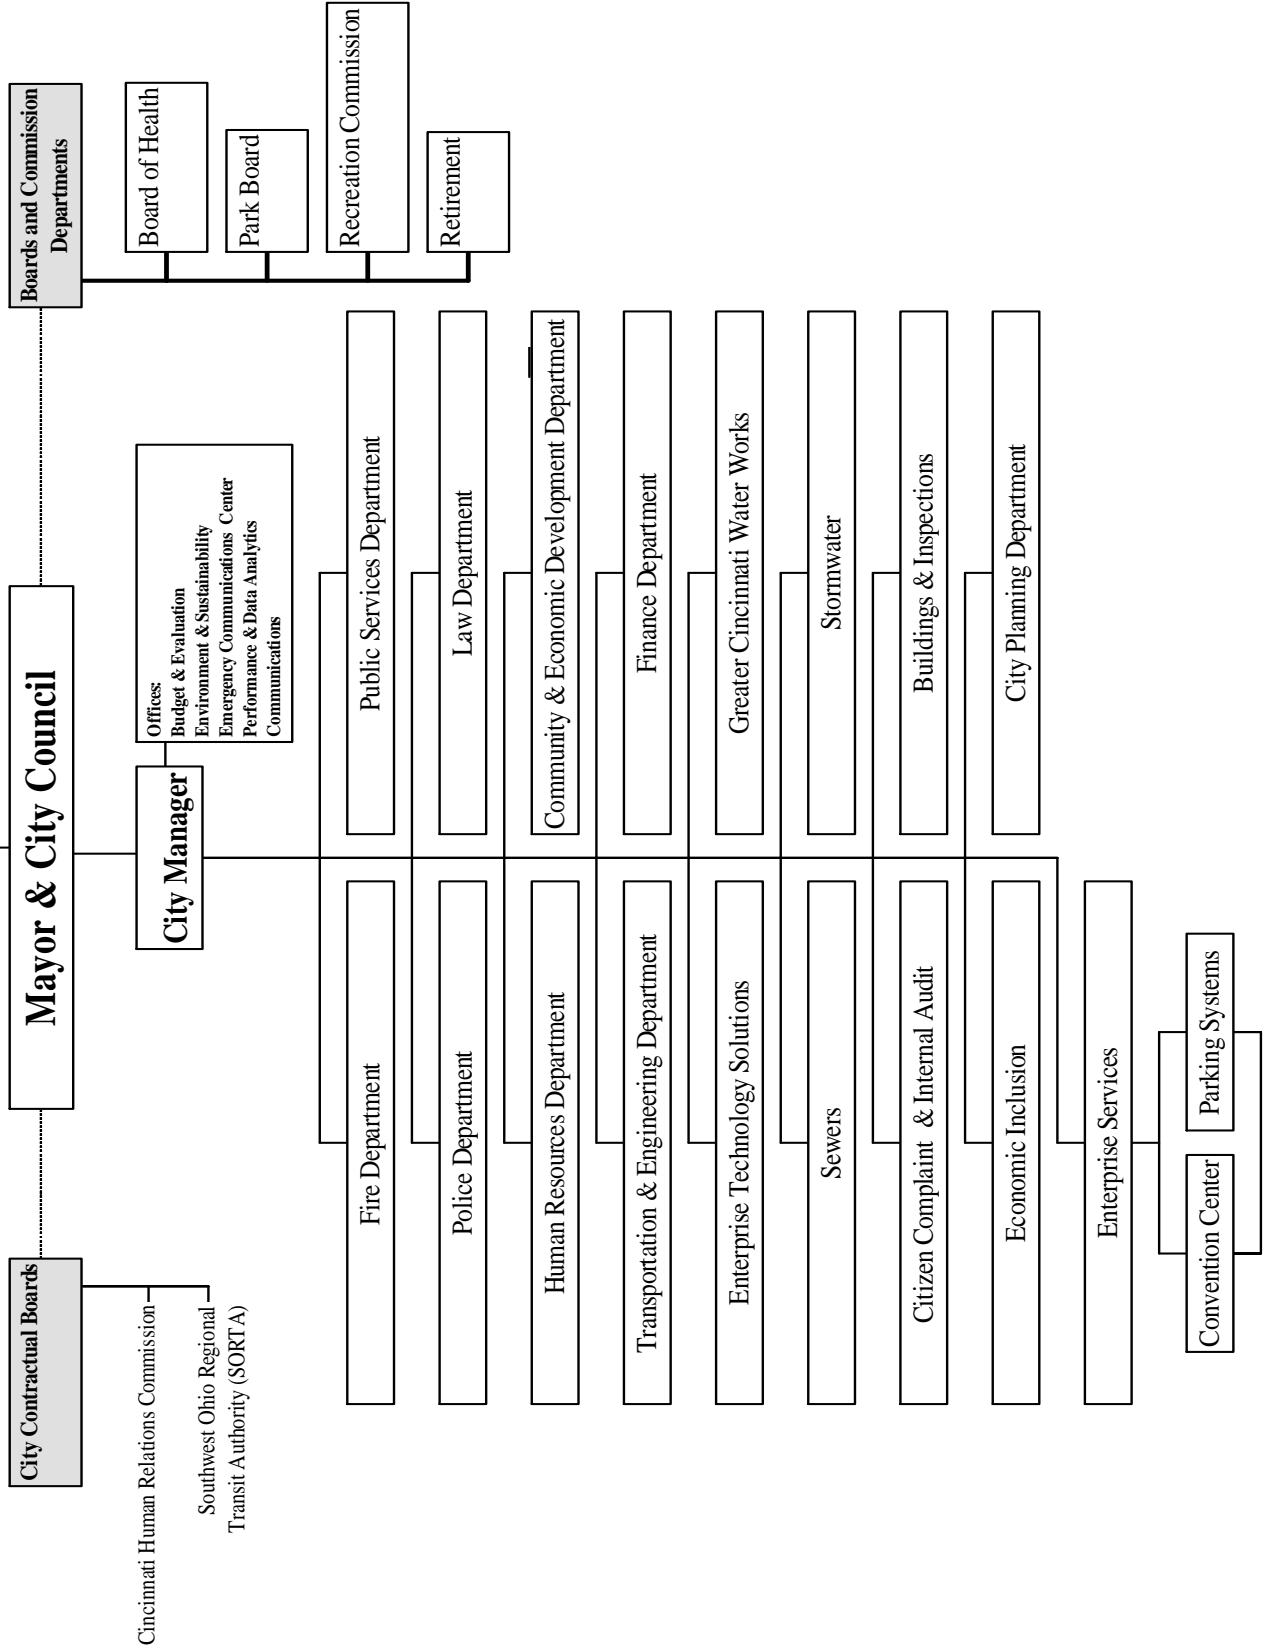 City Contractual Boards
Mayor & City Council
Boards and Commission
Departments
Cincinnati Human Relations Commission
Southwest Ohio Regional
Transit Authority (SORTA)
City Manager
Offices:
Budget & Evaluation
Environment & Sustainability
Emergency Communications Center
Performance & Data Analytics
Communications
Board of Health
Park Board
Recreation Commission
Retirement
Fire Department
Public Services Department
Police Department
Law Department
Human Resources Department
Community & Economic Development Department
Transportation & Engineering Department
Finance Department
Enterprise Technology Solutions
Greater Cincinnati Water Works
Sewers
Stormwater
Citizen Complaint & Internal Audit
Buildings & Inspections
Economic Inclusion
City Planning Department
Enterprise Services
Convention Center
Parking Systems